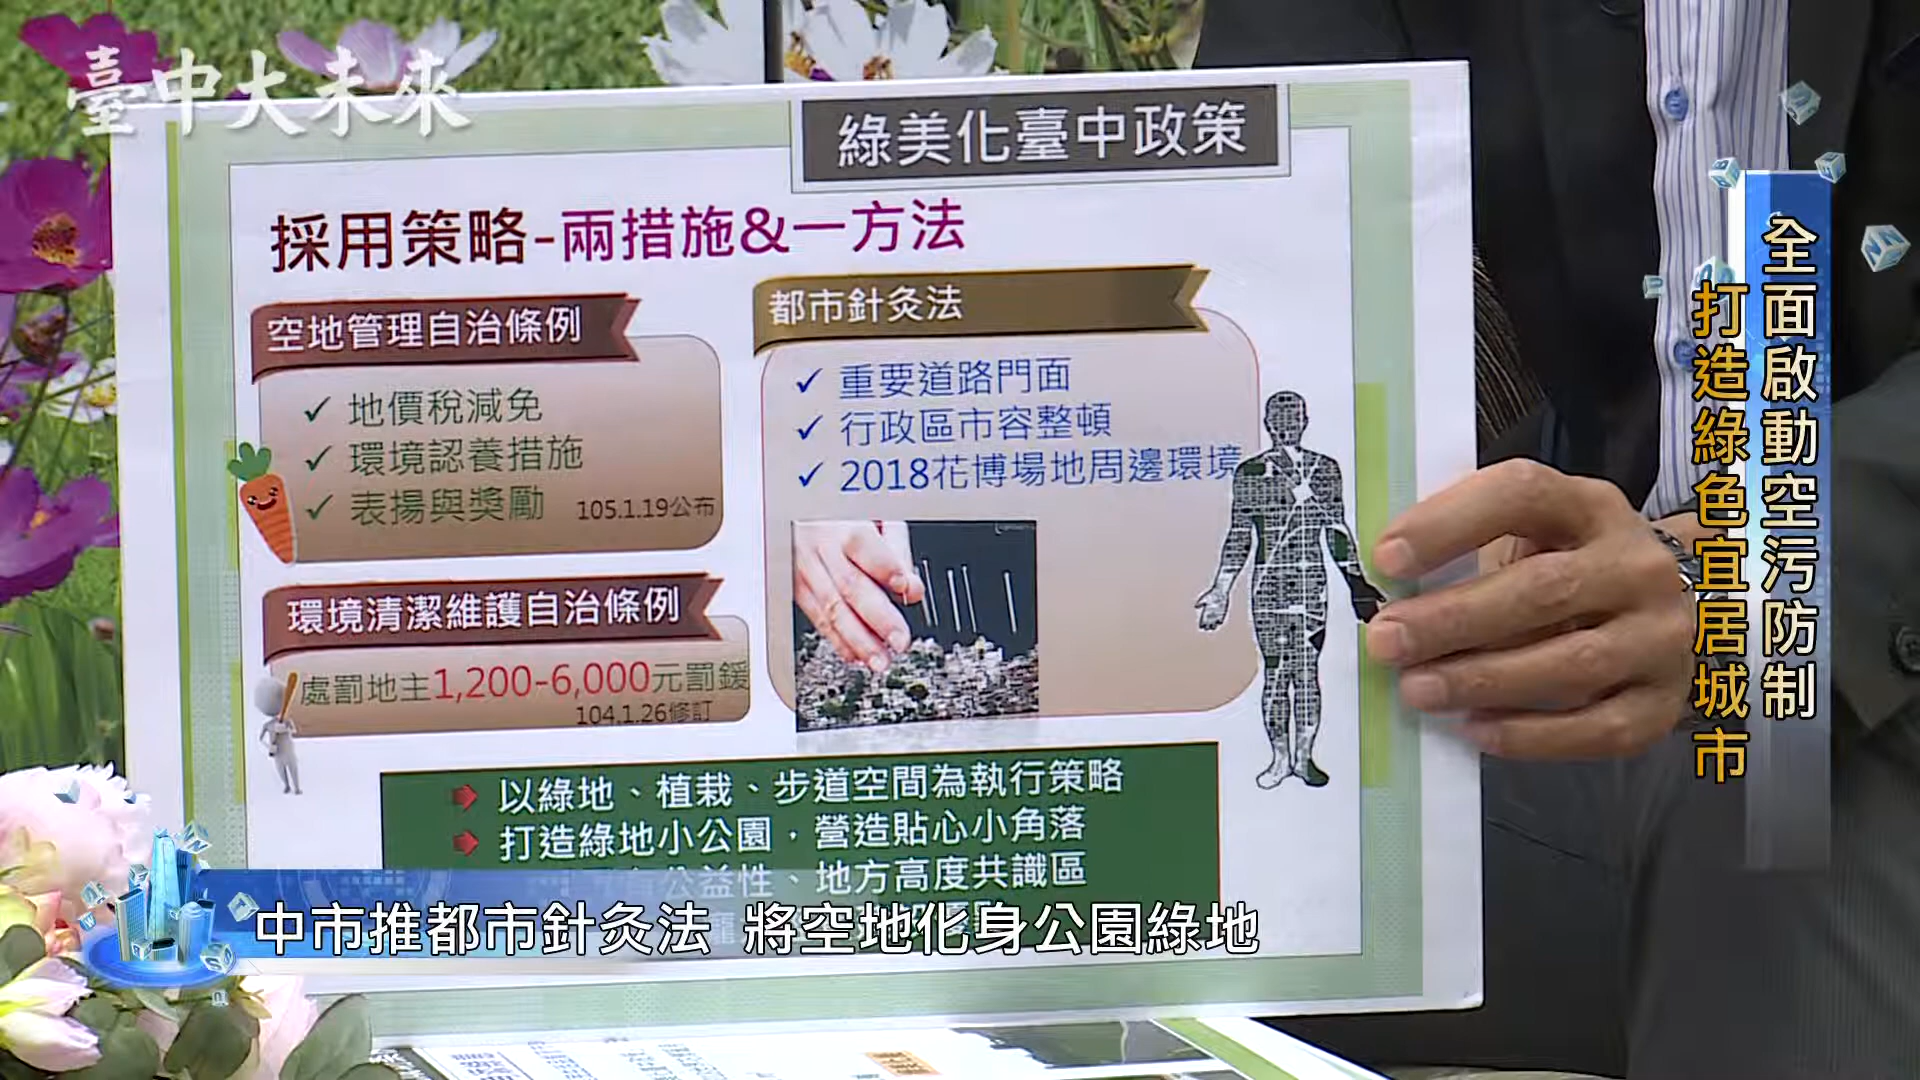 臺中大未來
綠美化臺中政策
採用策略-兩措施&一方法
空地管理自治條例
✓ 地價稅減免
✓ 環境認養措施
✓ 表揚與獎勵
105.1.19公布
環境清潔維護自治條例
處罰地主1,200-6,000元罰鍰
104.1.26修訂
都市針灸法
✓ 重要道路門面
✓ 行政區市容整頓
✓ 2018花博場地周邊環境
以綠地、植栽、步道空間為執行策略
打造綠地小公園，營造貼心小角落
公益性、地方高度共識區
中市推都市針灸法 將空地化身公園綠地
全面啟動空污防制
打造綠色宜居城市